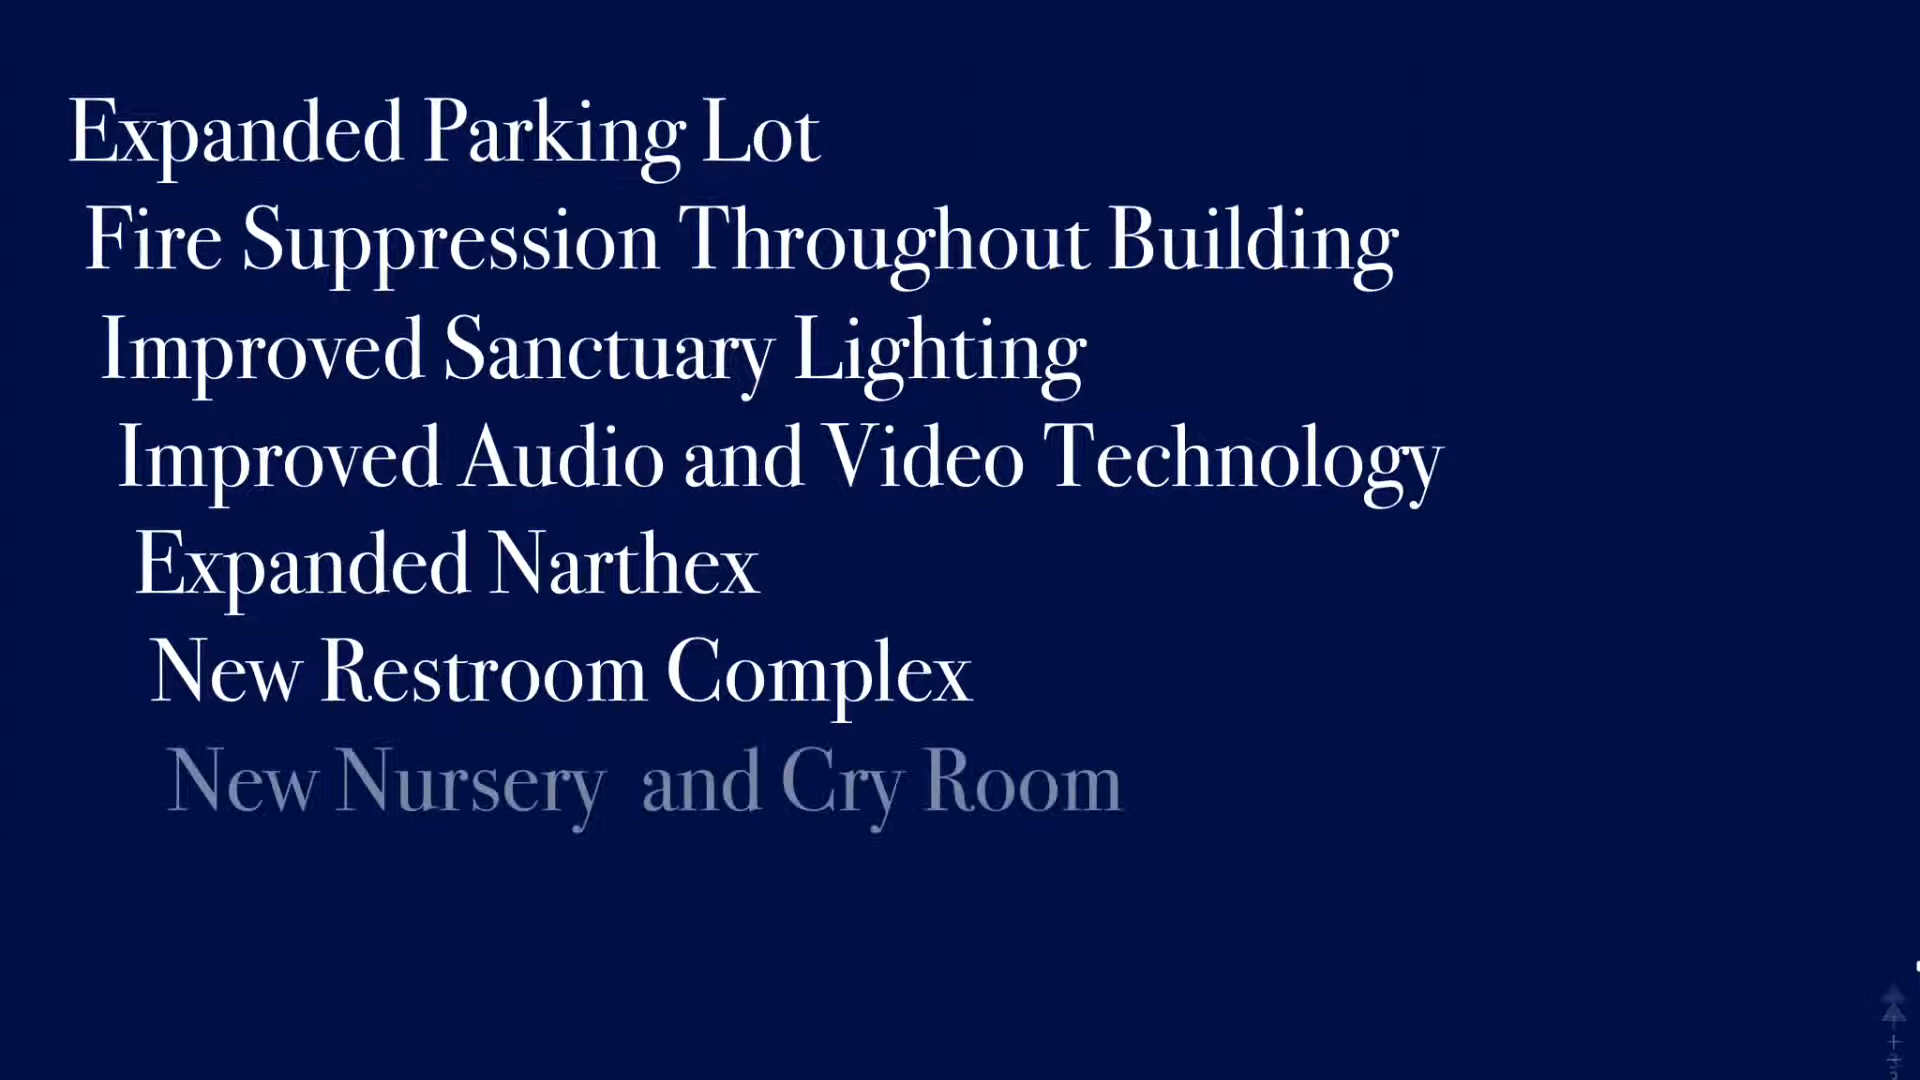 Expanded Parking Lot
Fire Suppression Throughout Building
Improved Sanctuary Lighting
Improved Audio and Video Technology
Expanded Narthex
New Restroom Complex
New Nursery and Cry Room